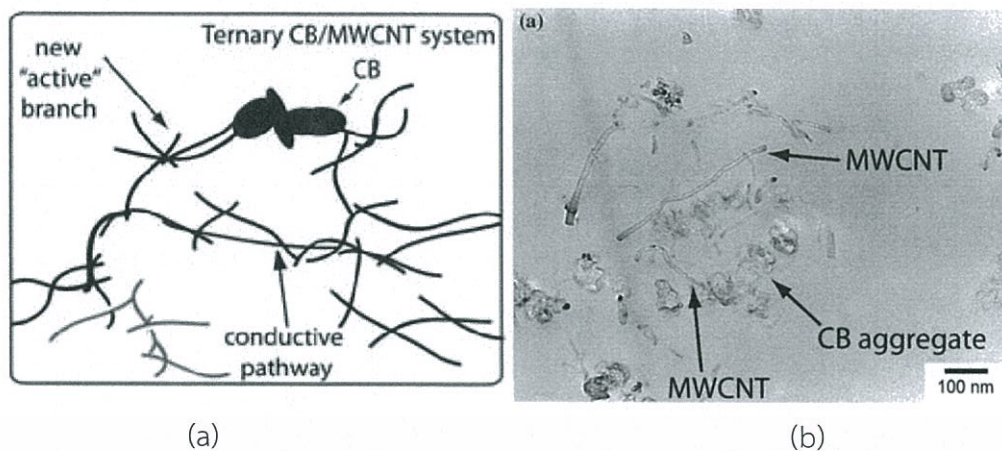 Ternary CB/MWCNT system
new
"active"
branch
CB
conductive
pathway
(a)
MWCNT
CB aggregate
MWCNT
100 nm
(a)
(b)